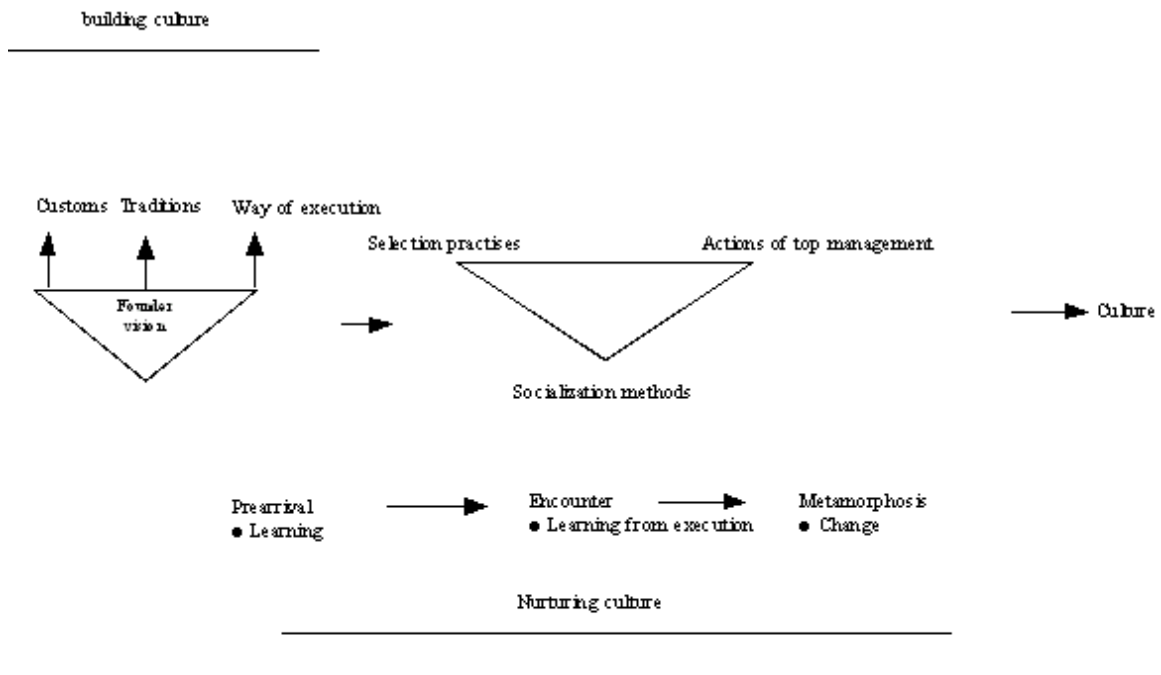 building culture
Customs Traditions Way of execution
Selection practises Actions of top management
Founder
vision
Culture
Socialization methods
Prearrival
● Learning
Encounter
● Learning from execution
Metamorphosis
● Change
Nurturing culture